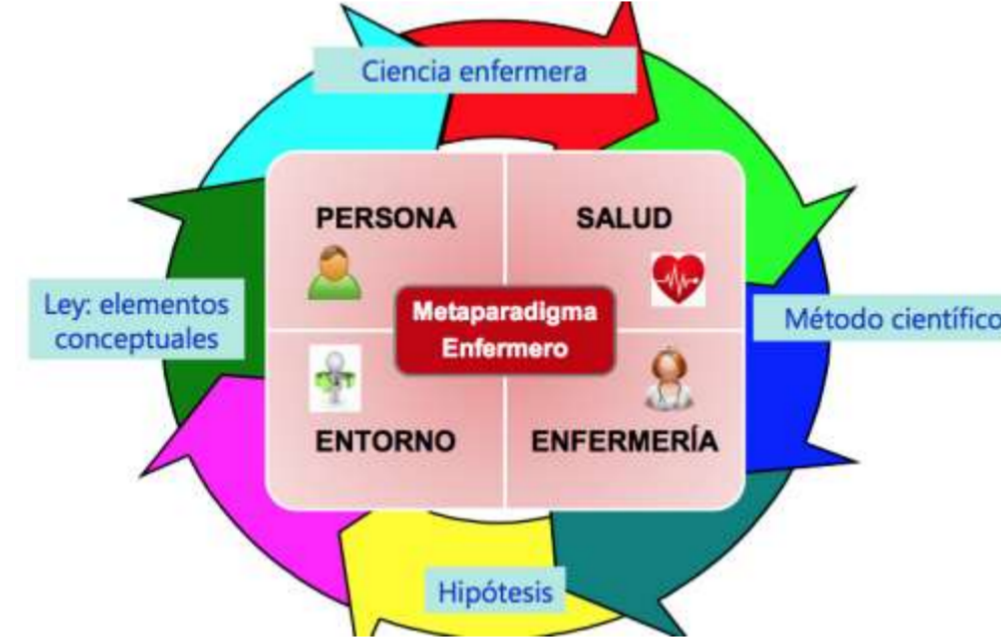 Ciencia enfermera
PERSONA
SALUD
Ley: elementos
conceptuales
Metaparadigma
Enfermero
Método científico
ENTORNO
ENFERMERÍA
Hipótesis